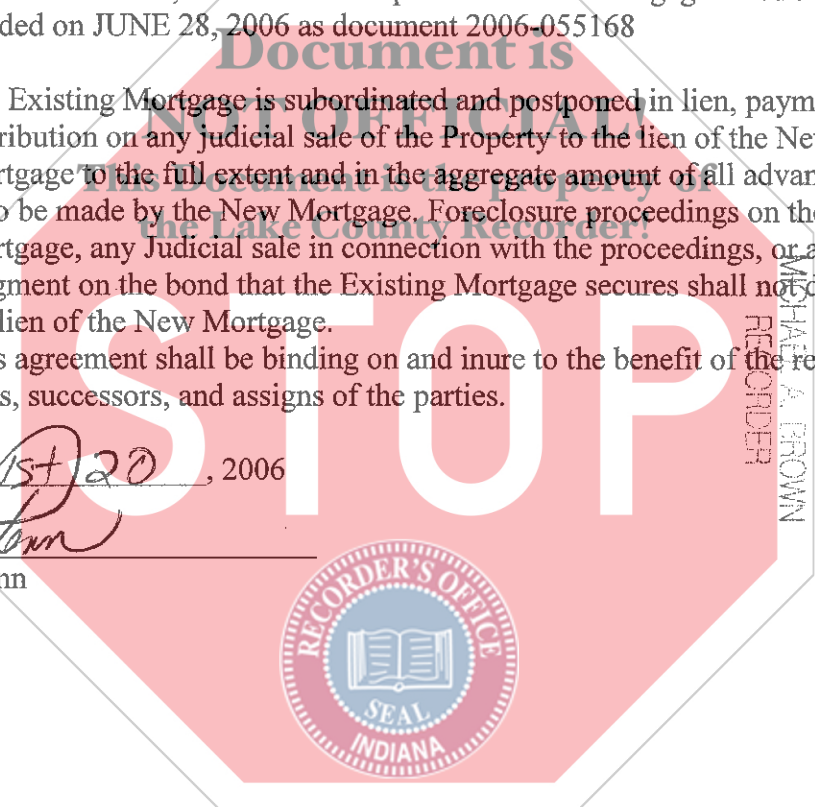 ded on JUNE 28, 2006 as document 2006-055168
Document is
Existing Mortgage is subordinated and postponed in lien, paym
NOT OFFICIAL!
ribution on any judicial sale of the Property to the lien of the Ne
rtgage to the full extent and in the aggregate amount of all advan
This Document is the property of
o be made by the New Mortgage. Foreclosure proceedings on the
the Lake County Recorder!
rtgage, any Judicial sale in connection with the proceedings, or a
gment on the bond that the Existing Mortgage secures shall not d
lien of the New Mortgage.
s agreement shall be binding on and inure to the benefit of the re
s, successors, and assigns of the parties.
STOP
MICHAEL A. BROWN
RECORDER
1st 20, 2006
nn
RECORDER'S OFFICE
SEAL
INDIANA